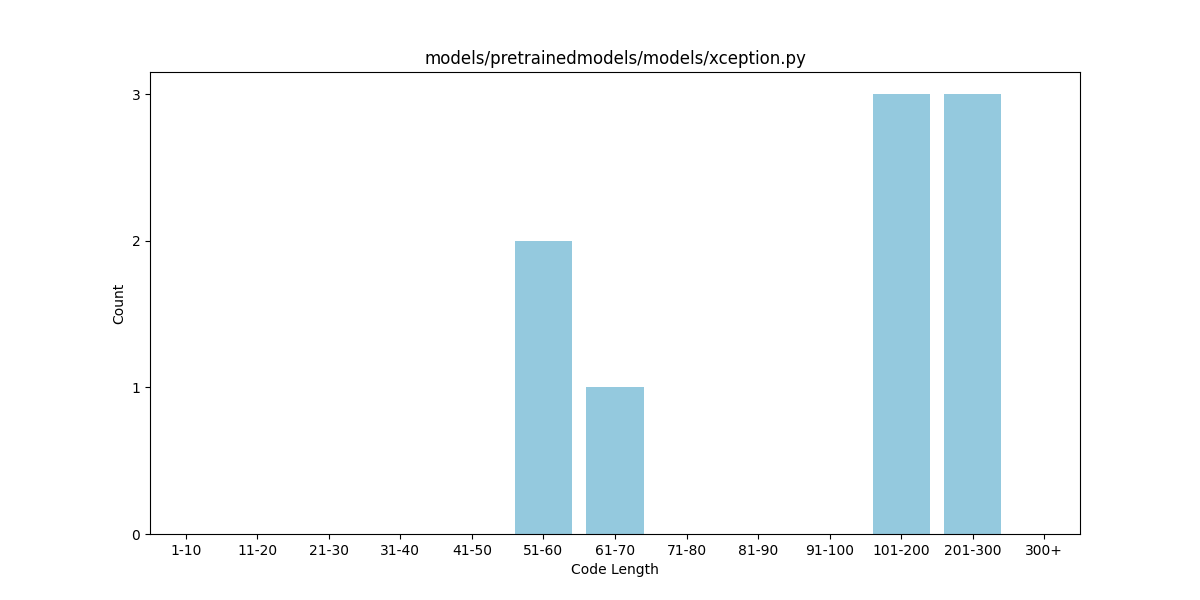 models/pretrainedmodels/models/xception.py
3
2
1
0
Count
1-10 11-20 21-30 31-40 41-50 51-60 61-70 71-80 81-90 91-100 101-200 201-300 300+
Code Length